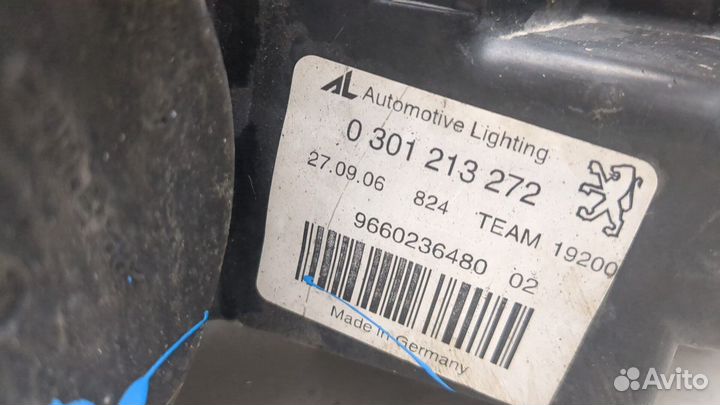 AL Automotive Lighting
0 301 213 272
27.09.06 824 TEAM 19200
9660236480 02
Made in Germany
Avito